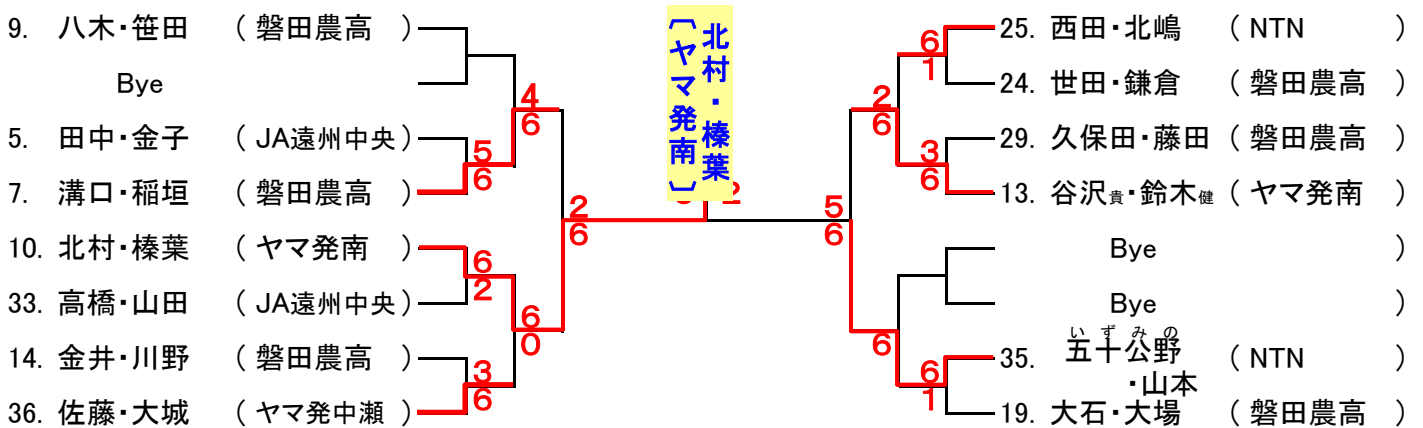 9. 八木・笹田 （ 磐田農高 ）
Bye
5. 田中・金子 （ JA遠州中央 ）
7. 溝口・稲垣 （ 磐田農高 ）
10. 北村・榛葉 （ ヤマ発南 ）
33. 高橋・山田 （ JA遠州中央 ）
14. 金井・川野 （ 磐田農高 ）
36. 佐藤・大城 （ ヤマ発中瀬 ）
5
6
6
2
3
6
4
6
6
0
2
6
北村・榛葉
〔ヤマ発南〕
2
5
6
2
6
6
6
1
3
6
6
1
25. 西田・北嶋 （ NTN ）
24. 世田・鎌倉 （ 磐田農高 ）
29. 久保田・藤田 （ 磐田農高 ）
13. 谷沢貴・鈴木健 （ ヤマ発南 ）
Bye ）
Bye ）
いずみの
35. 五十公野 （ NTN ）
・山本
19. 大石・大場 （ 磐田農高 ）